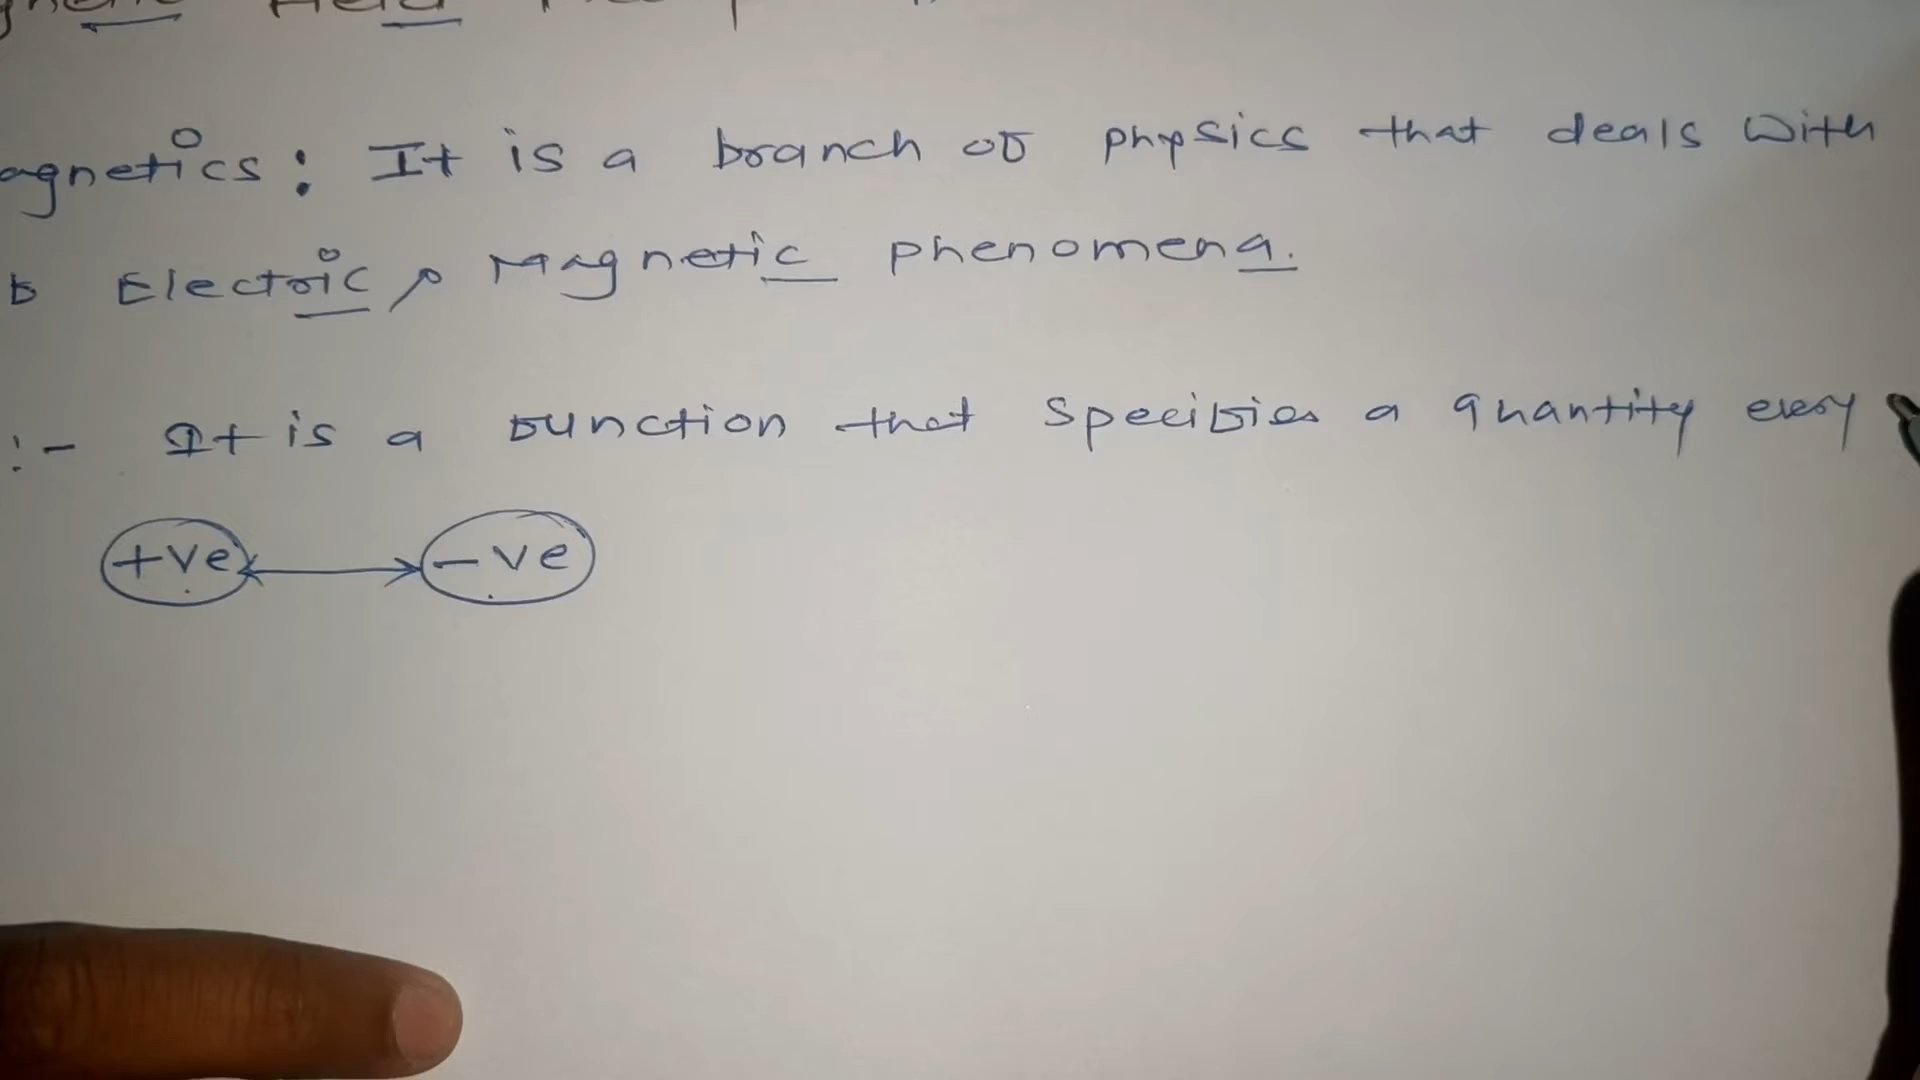 agnetics: It is a branch of physics that deals with
Electric, Magnetic phenomena.
:- It is a function that specifies a quantity every
+ve -ve